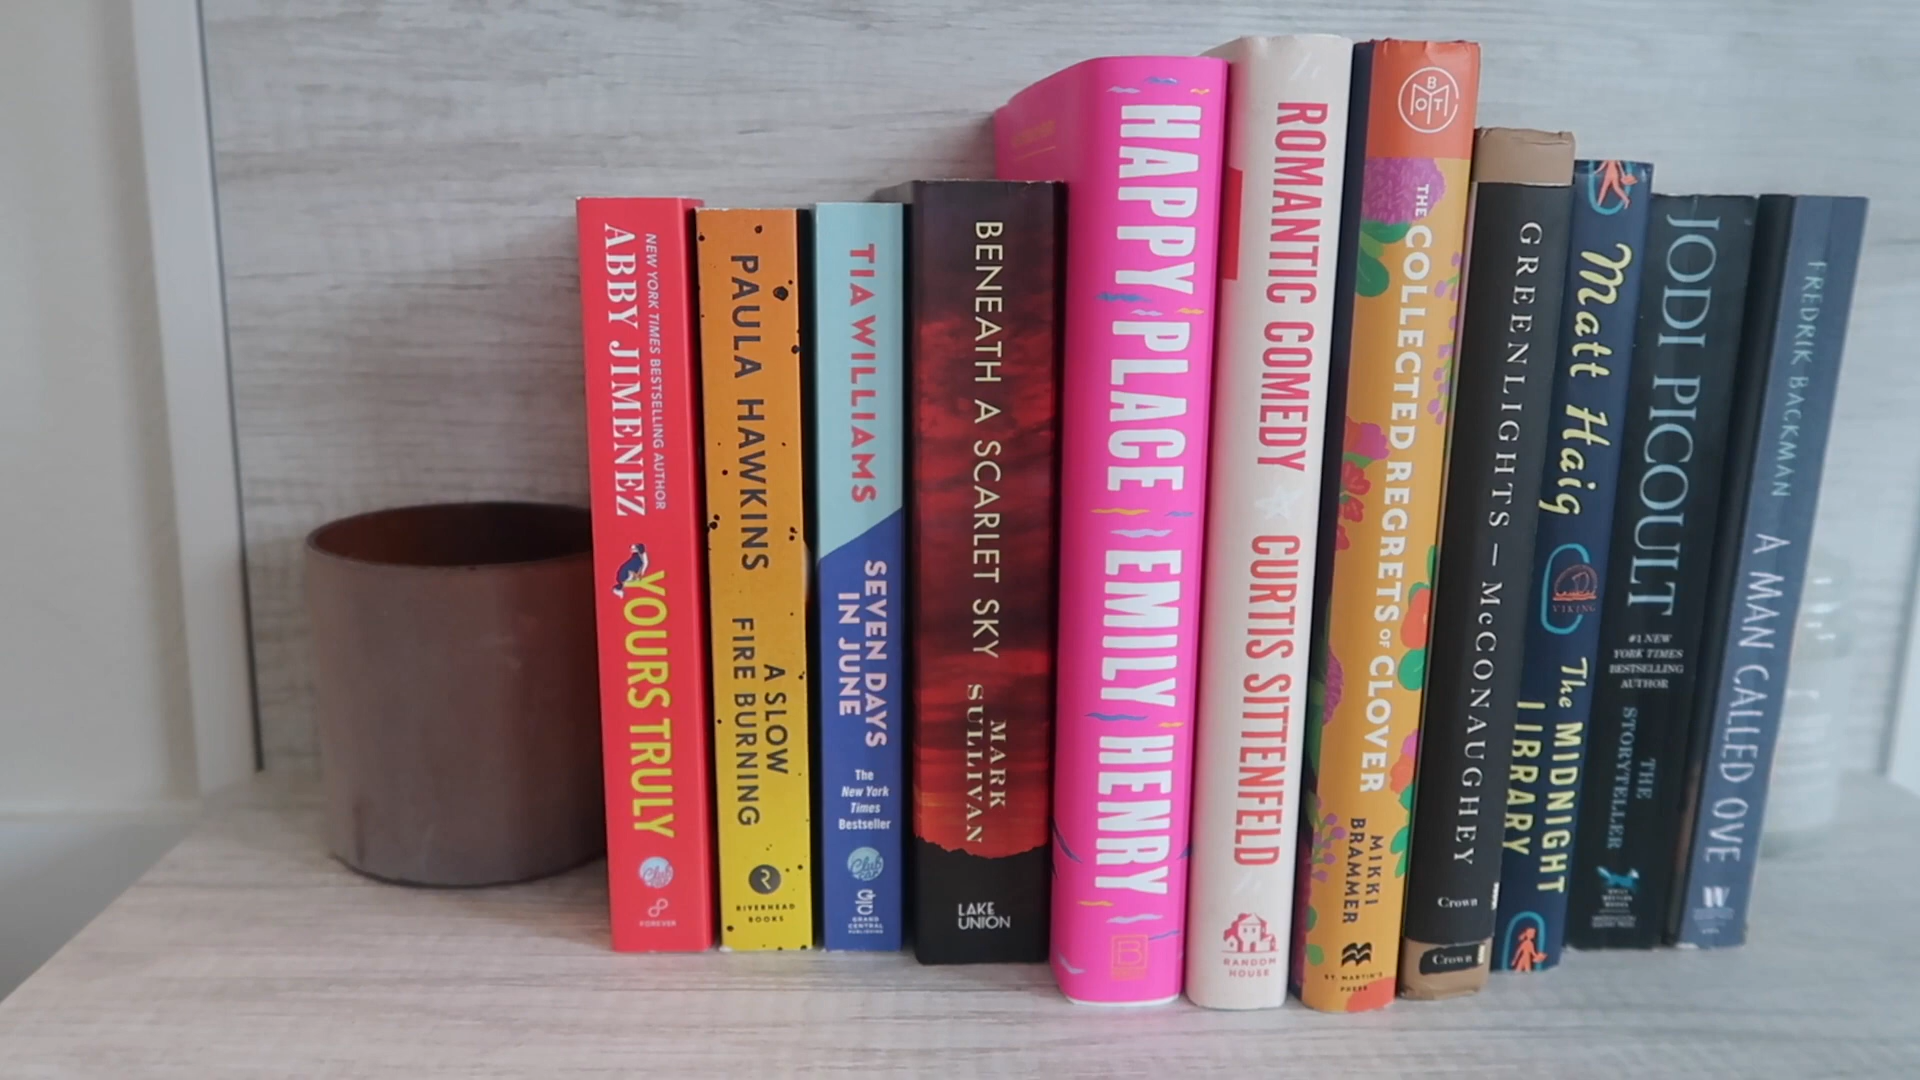 NEW YORK TIMES BESTSELLING AUTHOR
ABBY JIMENEZ
YOURS TRULY
FOREVER
PAULA HAWKINS
A SLOW
FIRE BURNING
RIVERHEAD
BOOKS
TIA WILLIAMS
SEVEN DAYS
IN JUNE
The
New York
Times
Bestseller
GRAND
CENTRAL
PUBLISHING
BENEATH A SCARLET SKY
MARK
SULLIVAN
LAKE
UNION
HAPPY PLACE
EMILY HENRY
ROMANTIC COMEDY
CURTIS SITTENFELD
RANDOM
HOUSE
BOTM
THE COLLECTED REGRETS OF CLOVER
MIKKI
BRAMMER
ST. MARTIN'S
PRESS
GREENLIGHTS — McCONAUGHEY
Crown
Crown
Matt Haig
VIKING
The MIDNIGHT
LIBRARY
JODI PICOULT
#1 NEW
YORK TIMES
BESTSELLING
AUTHOR
THE
STORYTELLER
FREDRIK BACKMAN
A MAN CALLED OVE